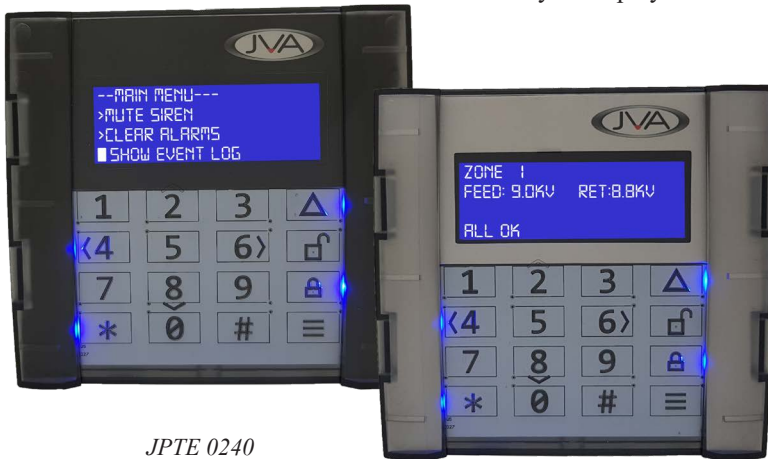 JVA
--MAIN MENU---
>MUTE SIREN
>CLEAR ALARMS
SHOW EVENT LOG
1 2 3
4 5 6
7 8 9
* 0 #
JVA
ZONE 1
FEED: 9.0KV RET:8.8KV
ALL OK
1 2 3
4 5 6
7 8 9
* 0 #
JPTE 0240